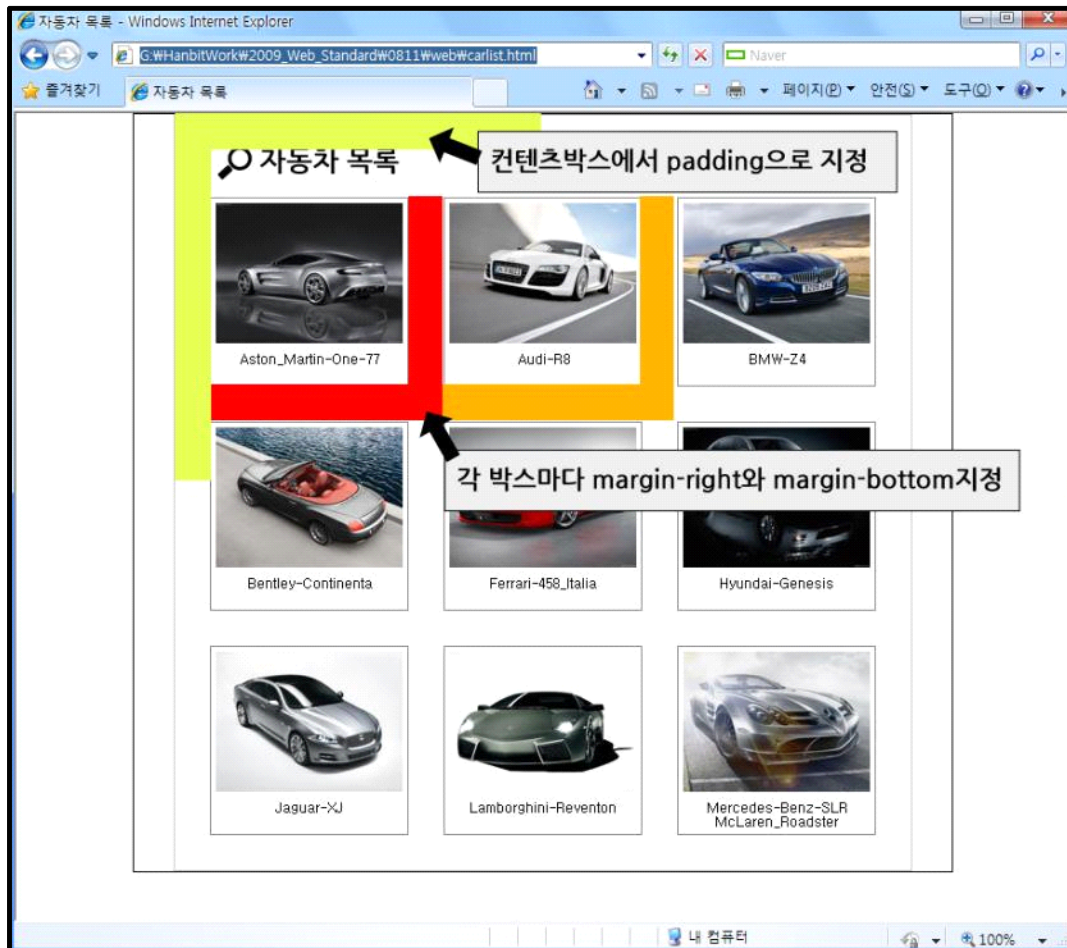 자동차 목록 - Windows Internet Explorer
G:₩HanbitWork₩2009_Web_Standard₩0811₩web₩carlist.html
Naver
즐겨찾기
자동차 목록
페이지(P) 안전(S) 도구(O)
자동차 목록
컨텐츠박스에서 padding으로 지정
Aston_Martin-One-77
Audi-R8
BMW-Z4
각 박스마다 margin-right와 margin-bottom지정
Bentley-Continenta
Ferrari-458_Italia
Hyundai-Genesis
Jaguar-XJ
Lamborghini-Reventon
Mercedes-Benz-SLR
McLaren_Roadster
내 컴퓨터
100%